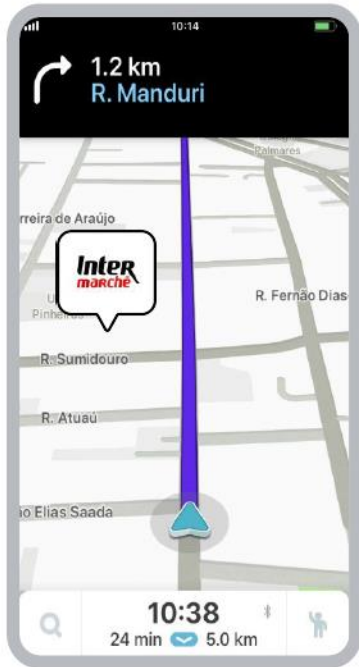 10:14
1.2 km
R. Manduri
Palmares
rreira de Araújo
Inter
marché
R. Fernão Dias
Pinheiros
R. Sumidouro
R. Atuaú
ão Elias Saada
10:38
24 min 5.0 km